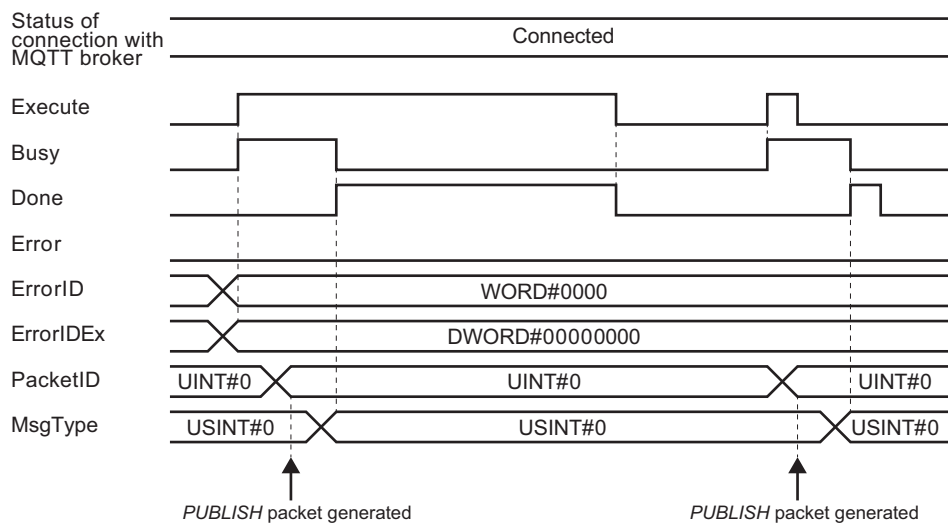 Status of
connection with
MQTT broker
Connected
Execute
Busy
Done
Error
ErrorID
WORD#0000
ErrorIDEx
DWORD#00000000
PacketID
UINT#0
UINT#0
UINT#0
MsgType
USINT#0
USINT#0
USINT#0
PUBLISH packet generated
PUBLISH packet generated